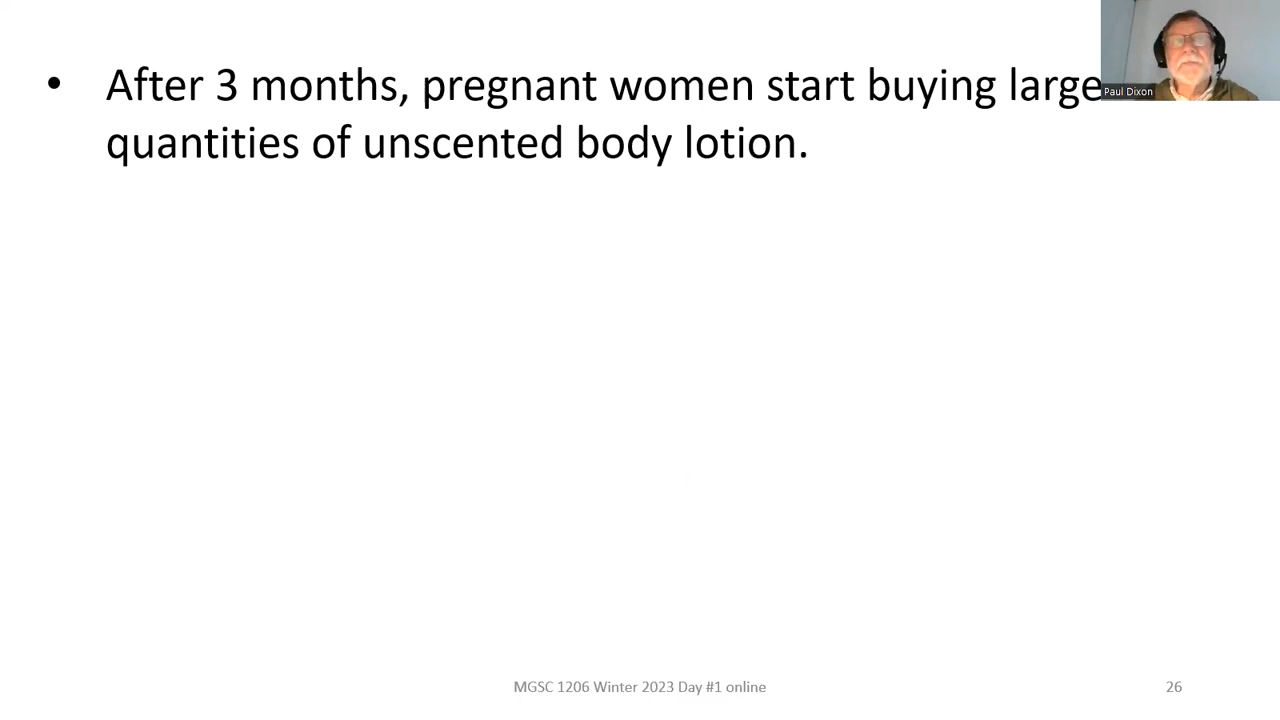 • After 3 months, pregnant women start buying large
quantities of unscented body lotion.
Paul Dixon
MGSC 1206 Winter 2023 Day #1 online
26